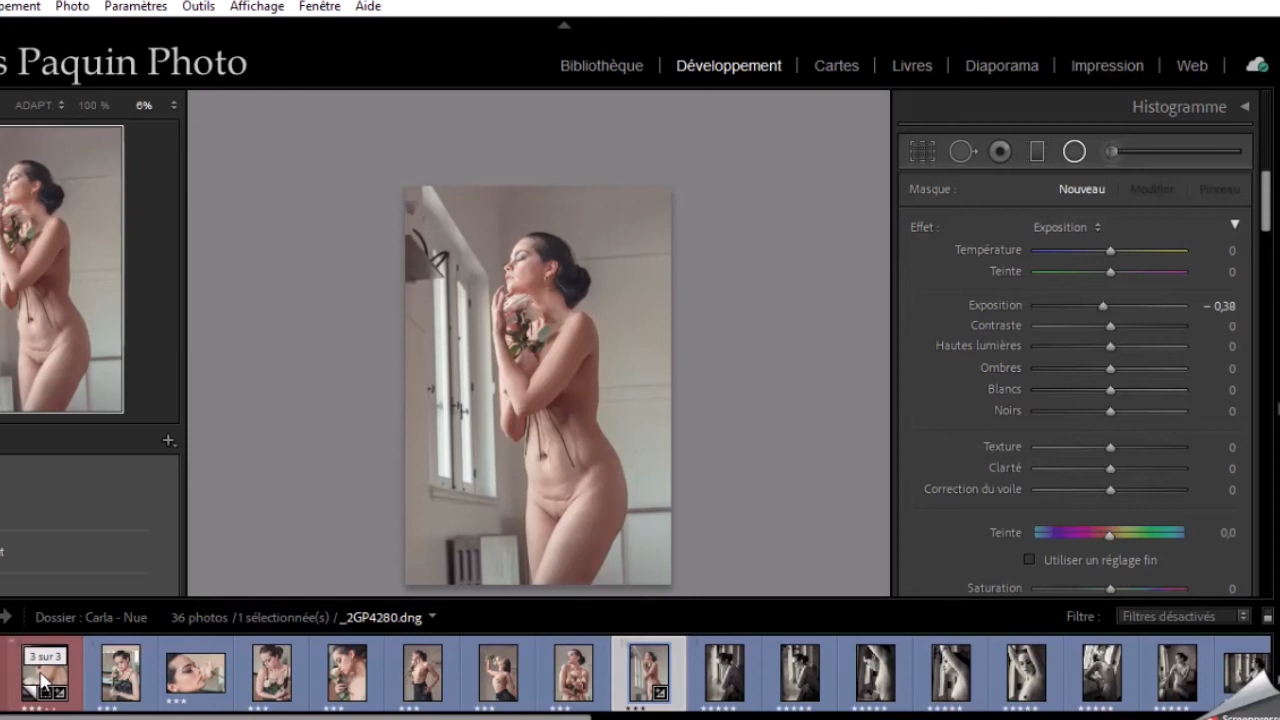 pement Photo Paramètres Outils Affichage Fenêtre Aide
s Paquin Photo
Bibliothèque | Développement | Cartes | Livres | Diaporama | Impression | Web |
ADAPT. 100 % 6%
Histogramme
Masque : Nouveau Modifier Pinceau
Effet : Exposition
Température 0
Teinte 0
Exposition – 0,38
Contraste 0
Hautes lumières 0
Ombres 0
Blancs 0
Noirs 0
Texture 0
Clarté 0
Correction du voile 0
Teinte 0,0
Utiliser un réglage fin
Saturation 0
t
Dossier : Carla - Nue 36 photos /1 sélectionnée(s) /_2GP4280.dng
Filtre : Filtres désactivés
3 sur 3